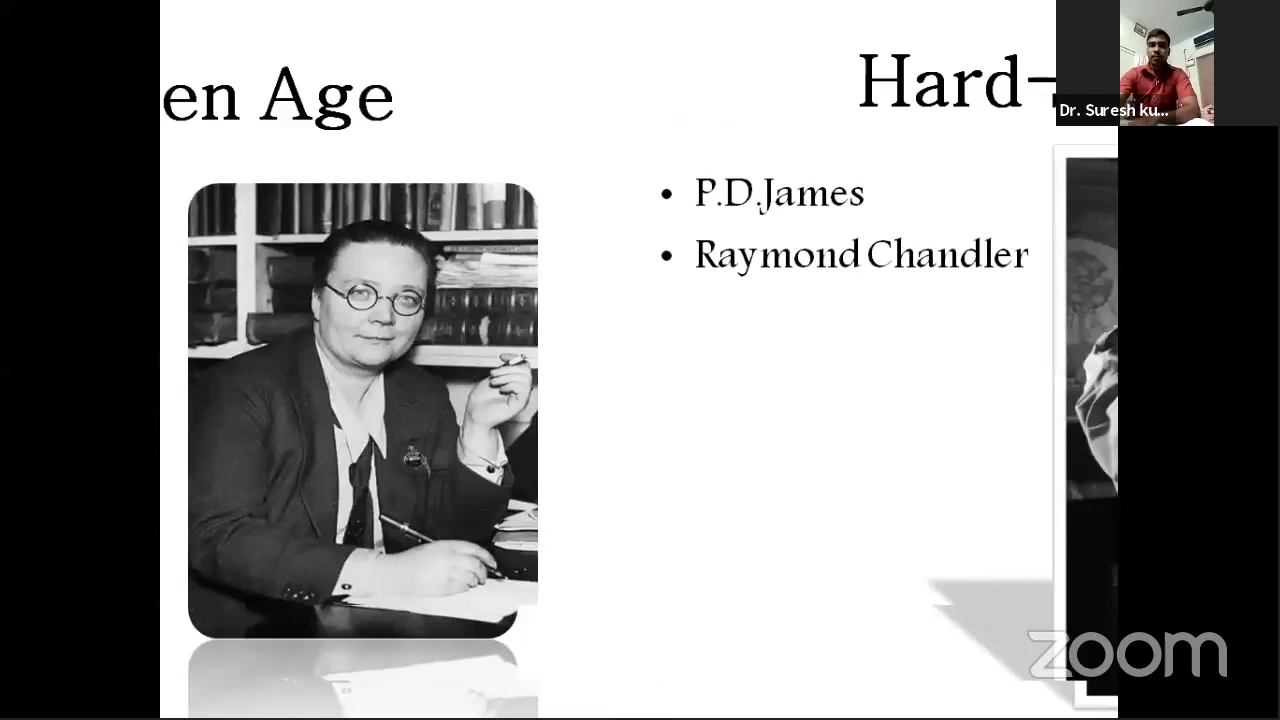 en Age
Hard-
Dr. Suresh ku...
• P.D.James
• Raymond Chandler
zoom